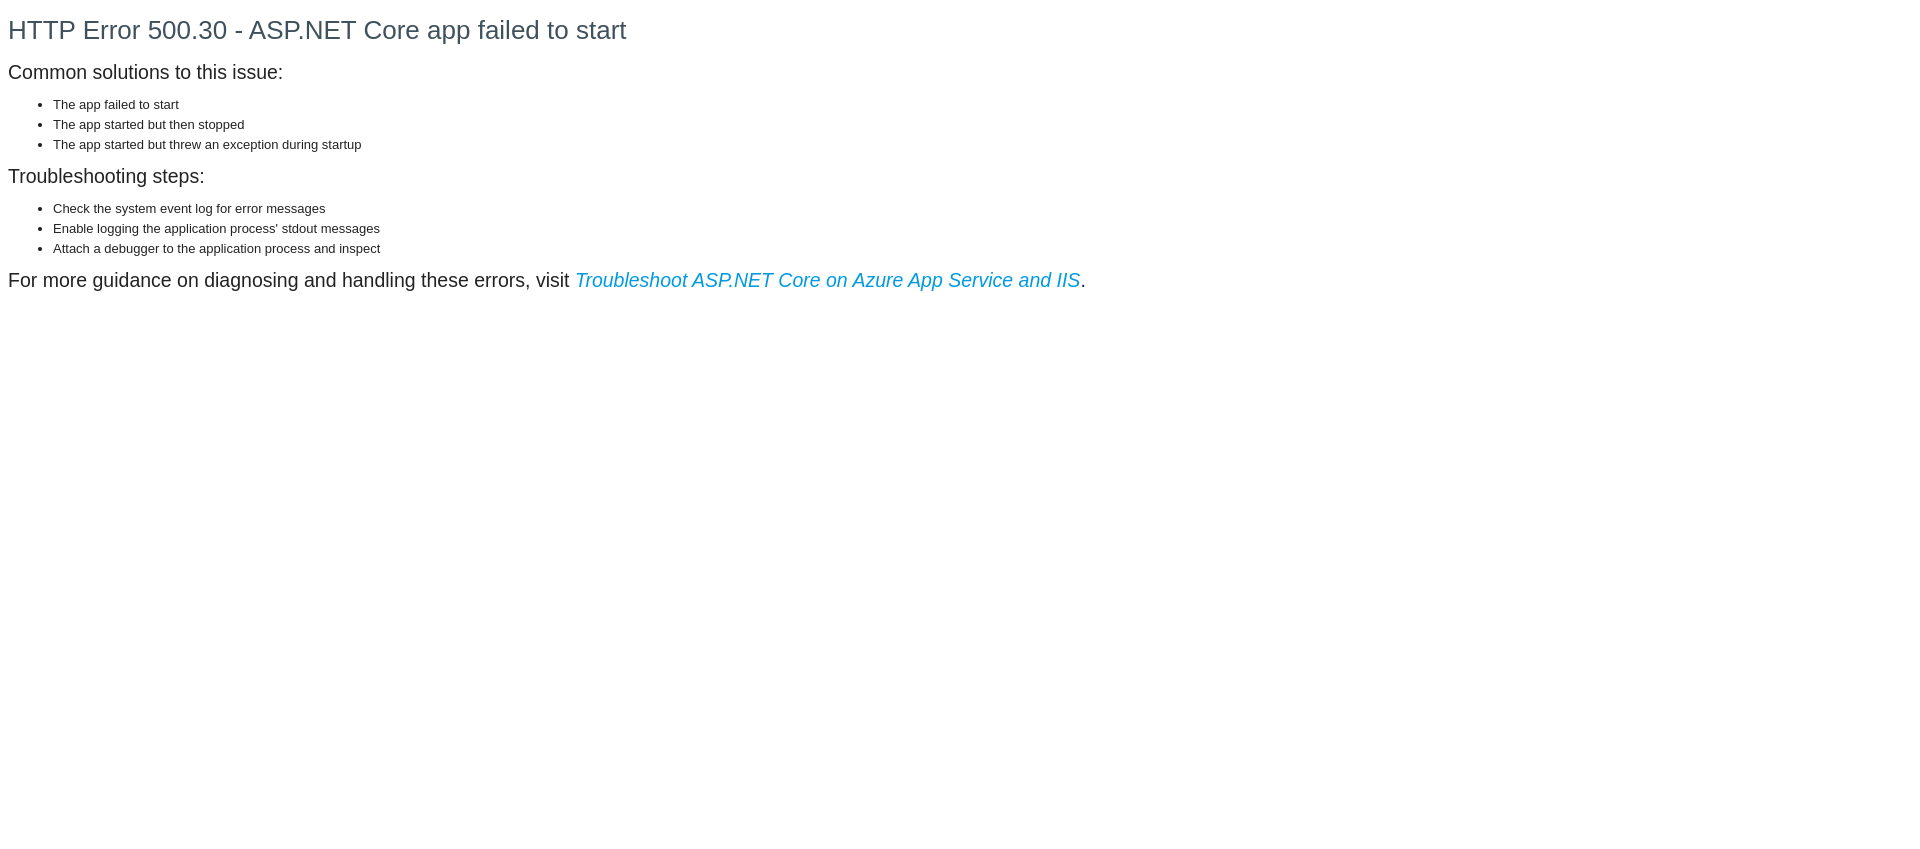 HTTP Error 500.30 - ASP.NET Core app failed to start
Common solutions to this issue:
The app failed to start
The app started but then stopped
The app started but threw an exception during startup
Troubleshooting steps:
Check the system event log for error messages
Enable logging the application process' stdout messages
Attach a debugger to the application process and inspect
For more guidance on diagnosing and handling these errors, visit Troubleshoot ASP.NET Core on Azure App Service and IIS.